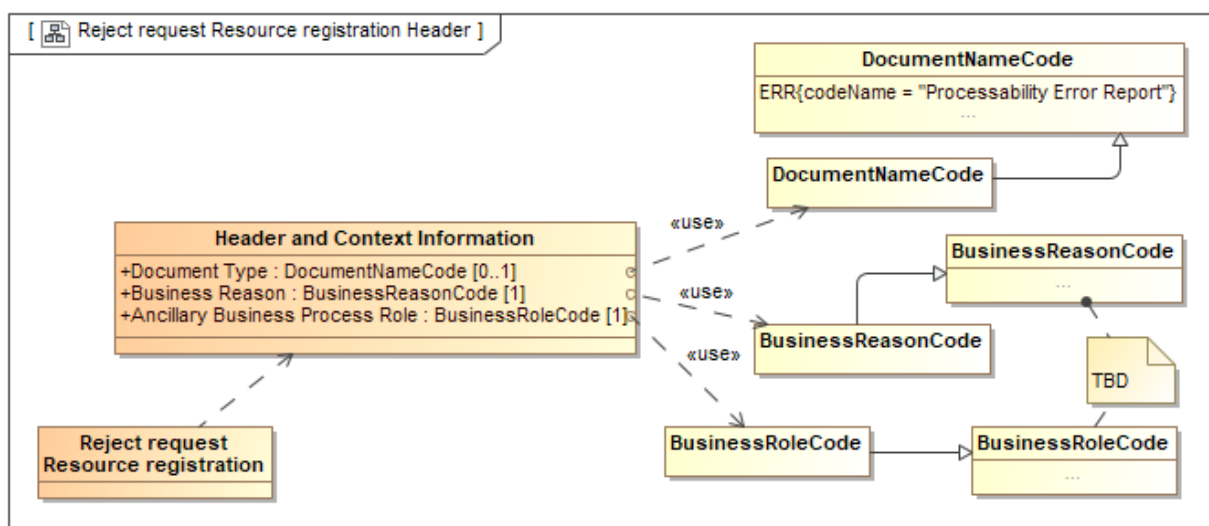 [ Reject request Resource registration Header ]
DocumentNameCode
ERR{codeName = "Processability Error Report"}
...
DocumentNameCode
«use»
Header and Context Information
+Document Type : DocumentNameCode [0..1]
+Business Reason : BusinessReasonCode [1]
+Ancillary Business Process Role : BusinessRoleCode [1]
BusinessReasonCode
...
«use»
BusinessReasonCode
«use»
TBD
Reject request
Resource registration
BusinessRoleCode
BusinessRoleCode
...